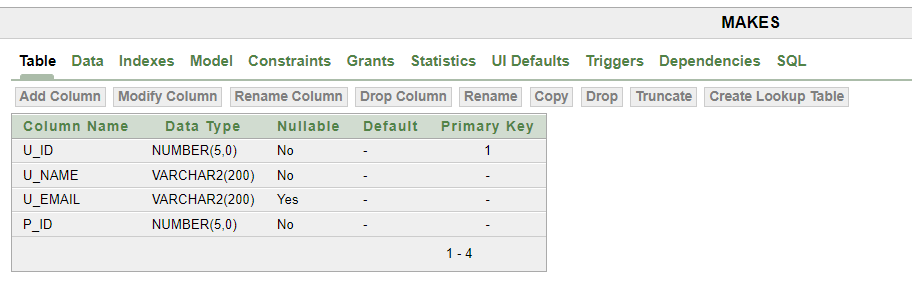 MAKES
Table Data Indexes Model Constraints Grants Statistics UI Defaults Triggers Dependencies SQL
Add Column Modify Column Rename Column Drop Column Rename Copy Drop Truncate Create Lookup Table
Column Name Data Type Nullable Default Primary Key
U_ID NUMBER(5,0) No - 1
U_NAME VARCHAR2(200) No - -
U_EMAIL VARCHAR2(200) Yes - -
P_ID NUMBER(5,0) No - -
1 - 4